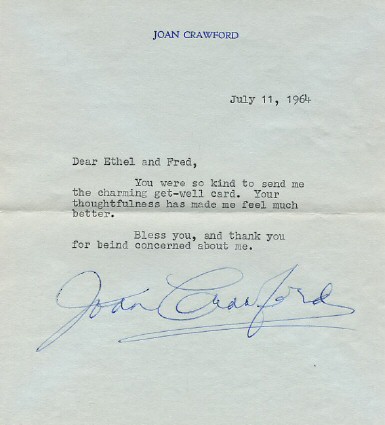 JOAN CRAWFORD
July 11, 1964
Dear Ethel and Fred,
You were so kind to send me
the charming get-well card. Your
thoughtfulness has made me feel much
better.
Bless you, and thank you
for beind concerned about me.
Joan Crawford